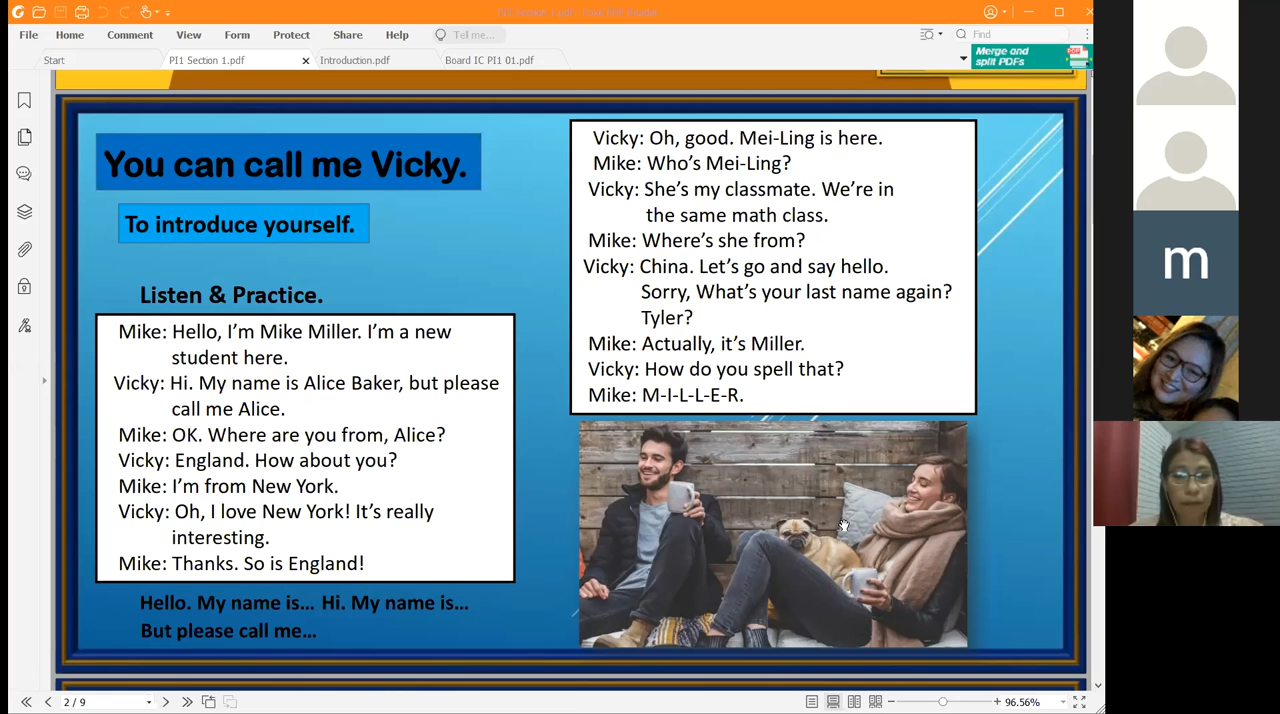 PI1 Section 1.pdf - Foxit PDF Reader
File Home Comment View Form Protect Share Help Tell me... Find
Start PI1 Section 1.pdf Introduction.pdf Board IC PI1 01.pdf
Merge and
split PDFs
You can call me Vicky.
To introduce yourself.
Listen & Practice.
Mike: Hello, I'm Mike Miller. I'm a new
student here.
Vicky: Hi. My name is Alice Baker, but please
call me Alice.
Mike: OK. Where are you from, Alice?
Vicky: England. How about you?
Mike: I'm from New York.
Vicky: Oh, I love New York! It's really
interesting.
Mike: Thanks. So is England!
Hello. My name is... Hi. My name is...
But please call me...
Vicky: Oh, good. Mei-Ling is here.
Mike: Who's Mei-Ling?
Vicky: She's my classmate. We're in
the same math class.
Mike: Where's she from?
Vicky: China. Let's go and say hello.
Sorry, What's your last name again?
Tyler?
Mike: Actually, it's Miller.
Vicky: How do you spell that?
Mike: M-I-L-L-E-R.
m
2 / 9
96.56%